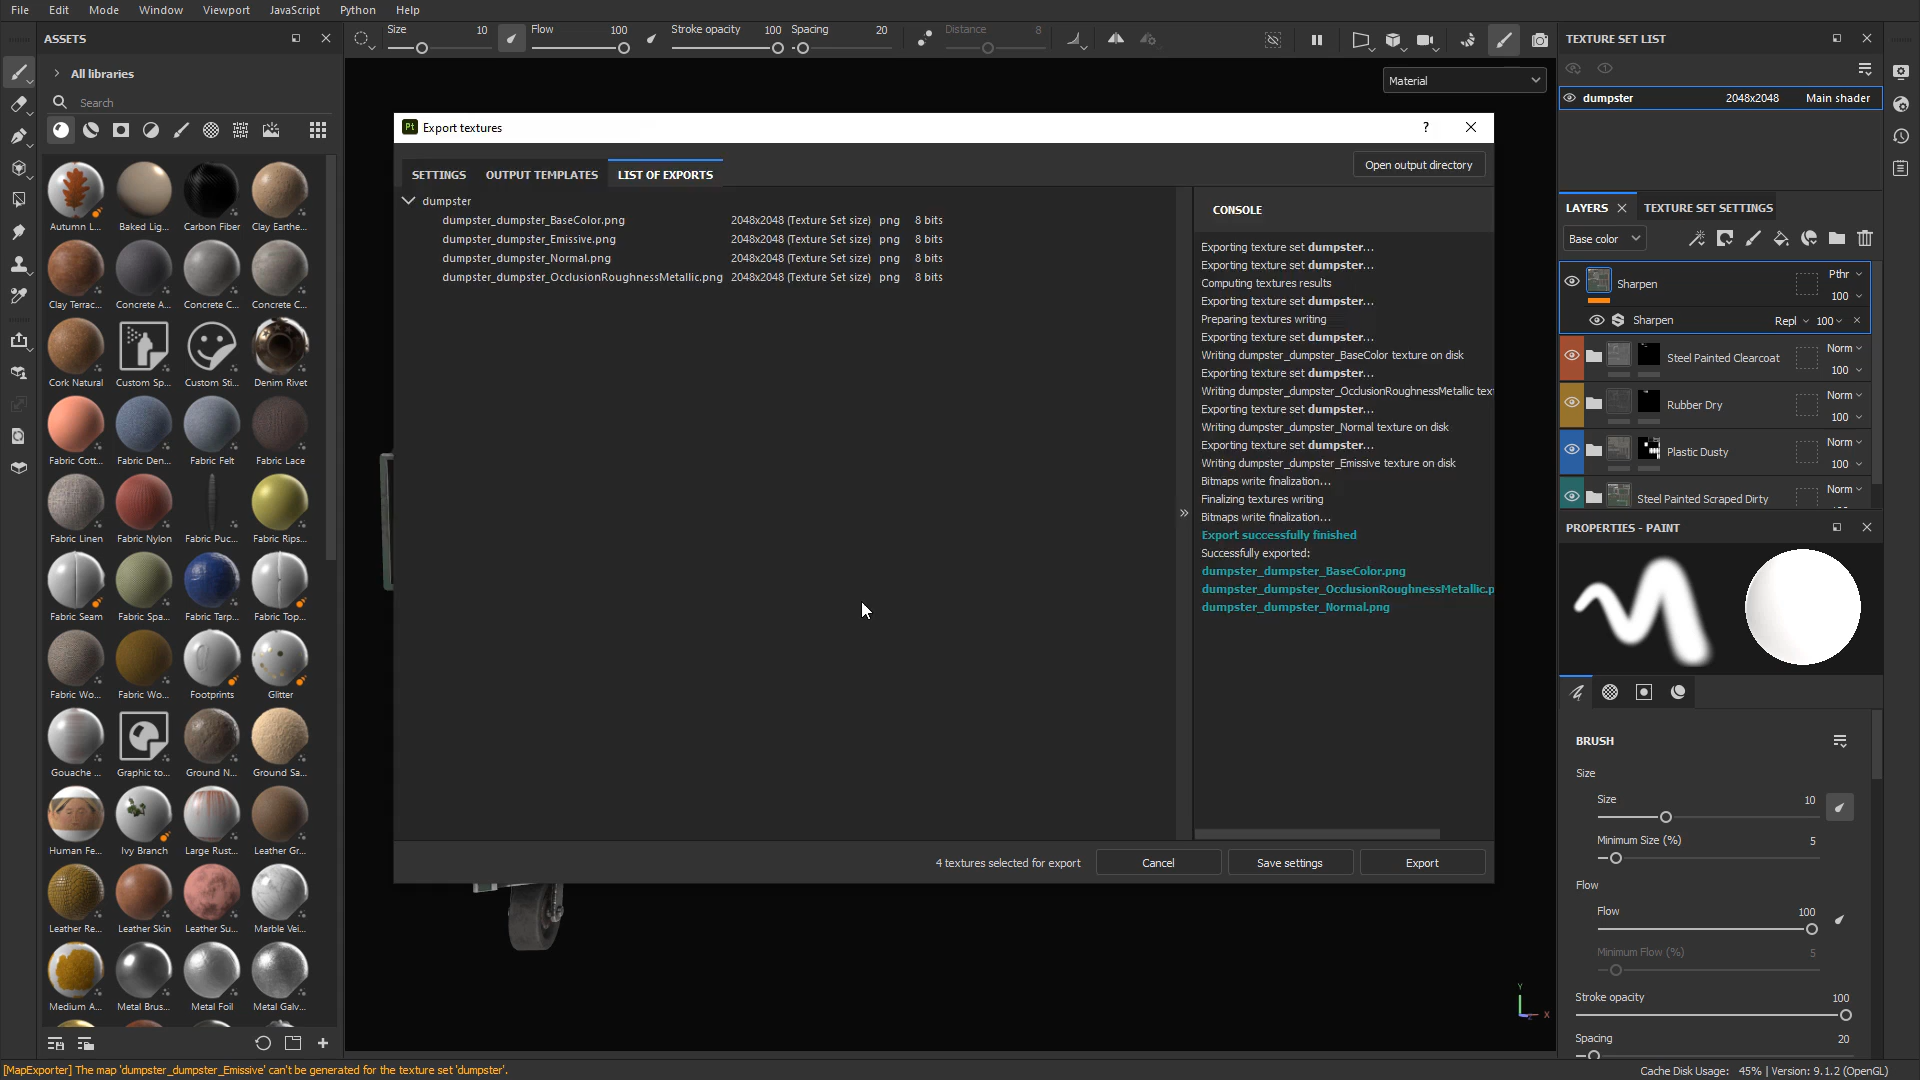 File Edit Mode Window Viewport JavaScript Python Help
ASSETS
All libraries
Search
Autumn L... Baked Lig... Carbon Fiber Clay Earthe...
Clay Terrac... Concrete A... Concrete C... Concrete C...
Cork Natural Custom Sp... Custom Sti... Denim Rivet
Fabric Cott... Fabric Den... Fabric Felt Fabric Lace
Fabric Linen Fabric Nylon Fabric Puc... Fabric Rips...
Fabric Seam Fabric Spa... Fabric Tarp... Fabric Top...
Fabric Wo... Fabric Wo... Footprints Glitter
Gouache ... Graphic to... Ground N... Ground Sa...
Human Fe... Ivy Branch Large Rust... Leather Gr...
Leather Re... Leather Skin Leather Su... Marble Vei...
Medium A... Metal Brus... Metal Foil Metal Galv...
Size 10 Flow 100 Stroke opacity 100 Spacing 20 Distance 8
Material
Pt Export textures ?
SETTINGS OUTPUT TEMPLATES LIST OF EXPORTS Open output directory
dumpster
dumpster_dumpster_BaseColor.png 2048x2048 (Texture Set size) png 8 bits
dumpster_dumpster_Emissive.png 2048x2048 (Texture Set size) png 8 bits
dumpster_dumpster_Normal.png 2048x2048 (Texture Set size) png 8 bits
dumpster_dumpster_OcclusionRoughnessMetallic.png 2048x2048 (Texture Set size) png 8 bits
CONSOLE
Exporting texture set dumpster...
Exporting texture set dumpster...
Computing textures results
Exporting texture set dumpster...
Preparing textures writing
Exporting texture set dumpster...
Writing dumpster_dumpster_BaseColor texture on disk
Exporting texture set dumpster...
Writing dumpster_dumpster_OcclusionRoughnessMetallic text
Exporting texture set dumpster...
Writing dumpster_dumpster_Normal texture on disk
Exporting texture set dumpster...
Writing dumpster_dumpster_Emissive texture on disk
Bitmaps write finalization...
Finalizing textures writing
Bitmaps write finalization...
Export successfully finished
Successfully exported:
dumpster_dumpster_BaseColor.png
dumpster_dumpster_OcclusionRoughnessMetallic.p
dumpster_dumpster_Normal.png
4 textures selected for export Cancel Save settings Export
Y
X
TEXTURE SET LIST
dumpster 2048x2048 Main shader
LAYERS TEXTURE SET SETTINGS
Base color
Sharpen Pthr
100
Sharpen Repl 100
Steel Painted Clearcoat Norm
100
Rubber Dry Norm
100
Plastic Dusty Norm
100
Steel Painted Scraped Dirty Norm
PROPERTIES - PAINT
BRUSH
Size
Size 10
Minimum Size (%) 5
Flow
Flow 100
Minimum Flow (%) 5
Stroke opacity 100
Spacing 20
[MapExporter] The map 'dumpster_dumpster_Emissive' can't be generated for the texture set 'dumpster'.
Cache Disk Usage: 45% | Version: 9.1.2 (OpenGL)